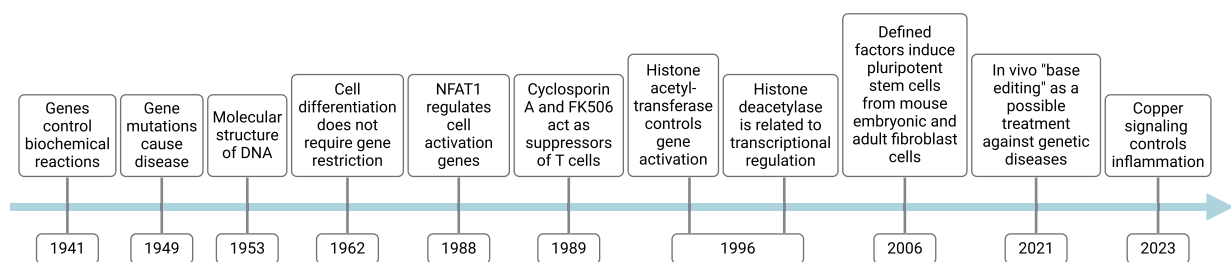 Genes
control
biochemical
reactions
Gene
mutations
cause
disease
Molecular
structure
of DNA
Cell
differentiation
does not
require gene
restriction
NFAT1
regulates
cell
activation
genes
Cyclosporin
A and FK506
act as
suppressors
of T cells
Histone
acetyl-
transferase
controls
gene
activation
Histone
deacetylase
is related to
transcriptional
regulation
Defined
factors induce
pluripotent
stem cells
from mouse
embryonic and
adult fibroblast
cells
In vivo "base
editing" as a
possible
treatment
against genetic
diseases
Copper
signaling
controls
inflammation
1941
1949
1953
1962
1988
1989
1996
2006
2021
2023